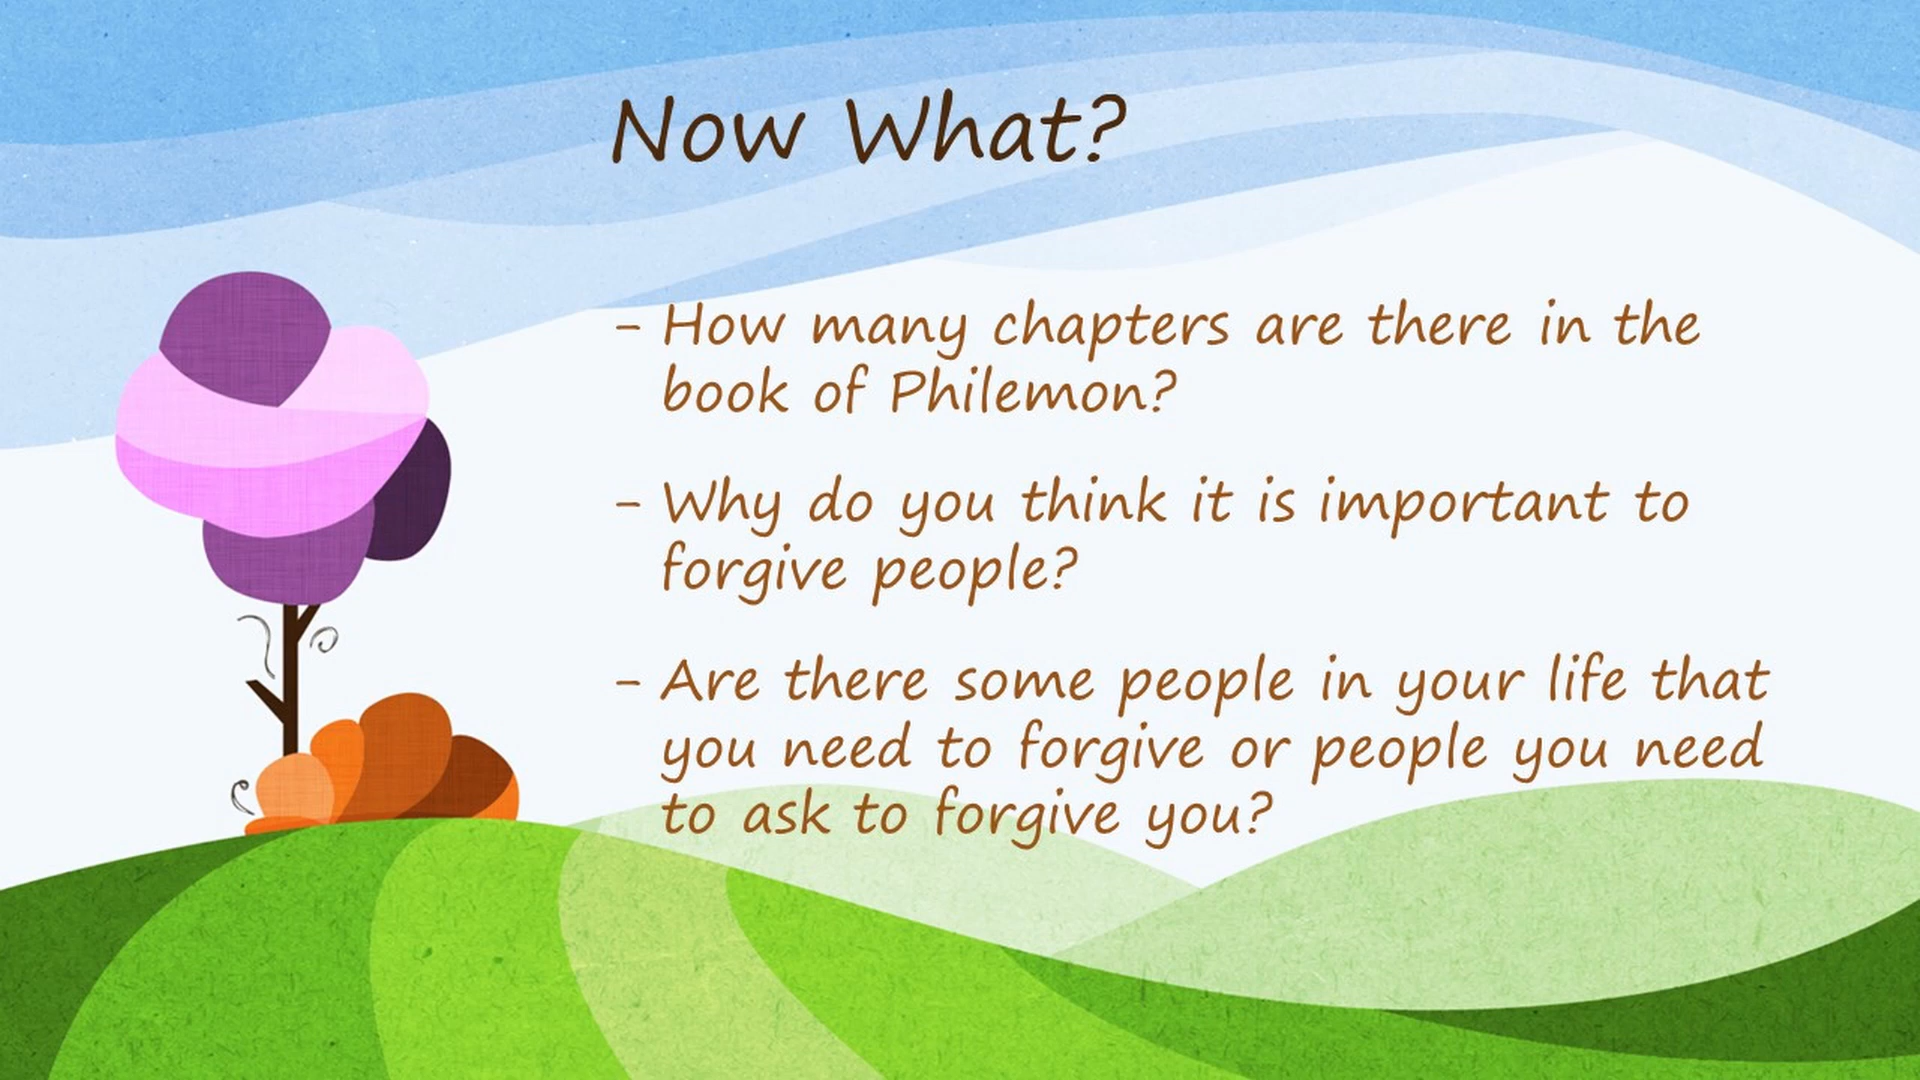 Now What?
- How many chapters are there in the
book of Philemon?
- Why do you think it is important to
forgive people?
- Are there some people in your life that
you need to forgive or people you need
to ask to forgive you?